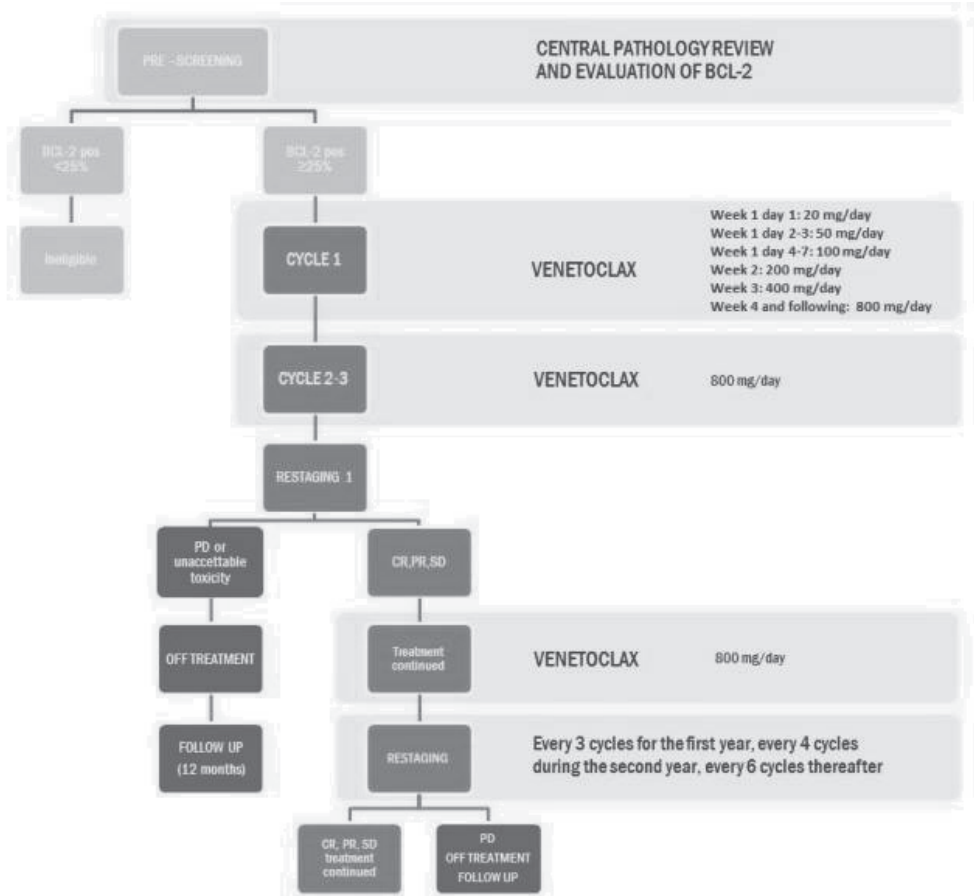 PRE -SCREENING
CENTRAL PATHOLOGY REVIEW
AND EVALUATION OF BCL-2
BCL-2 pos
<25%
BCL-2 pos
≥25%
Ineligible
CYCLE 1
VENETOCLAX
Week 1 day 1: 20 mg/day
Week 1 day 2-3: 50 mg/day
Week 1 day 4-7: 100 mg/day
Week 2: 200 mg/day
Week 3: 400 mg/day
Week 4 and following: 800 mg/day
CYCLE 2-3
VENETOCLAX
800 mg/day
RESTAGING 1
PD or
unaccettable
toxicity
CR,PR,SD
OFF TREATMENT
Treatment
continued
VENETOCLAX
800 mg/day
FOLLOW UP
(12 months)
RESTAGING
Every 3 cycles for the first year, every 4 cycles
during the second year, every 6 cycles thereafter
CR, PR, SD
treatment
continued
PD
OFF TREATMENT
FOLLOW UP